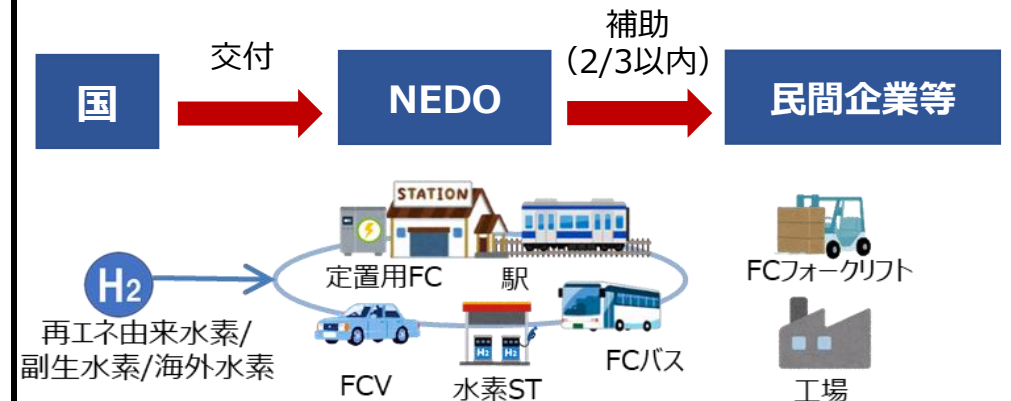 交付
補助
（2/3以内）
国
NEDO
民間企業等
STATION
定置用FC
駅
FCフォークリフト
H2
再エネ由来水素/
副生水素/海外水素
FCV
H2 H2
水素ST
FCバス
工場